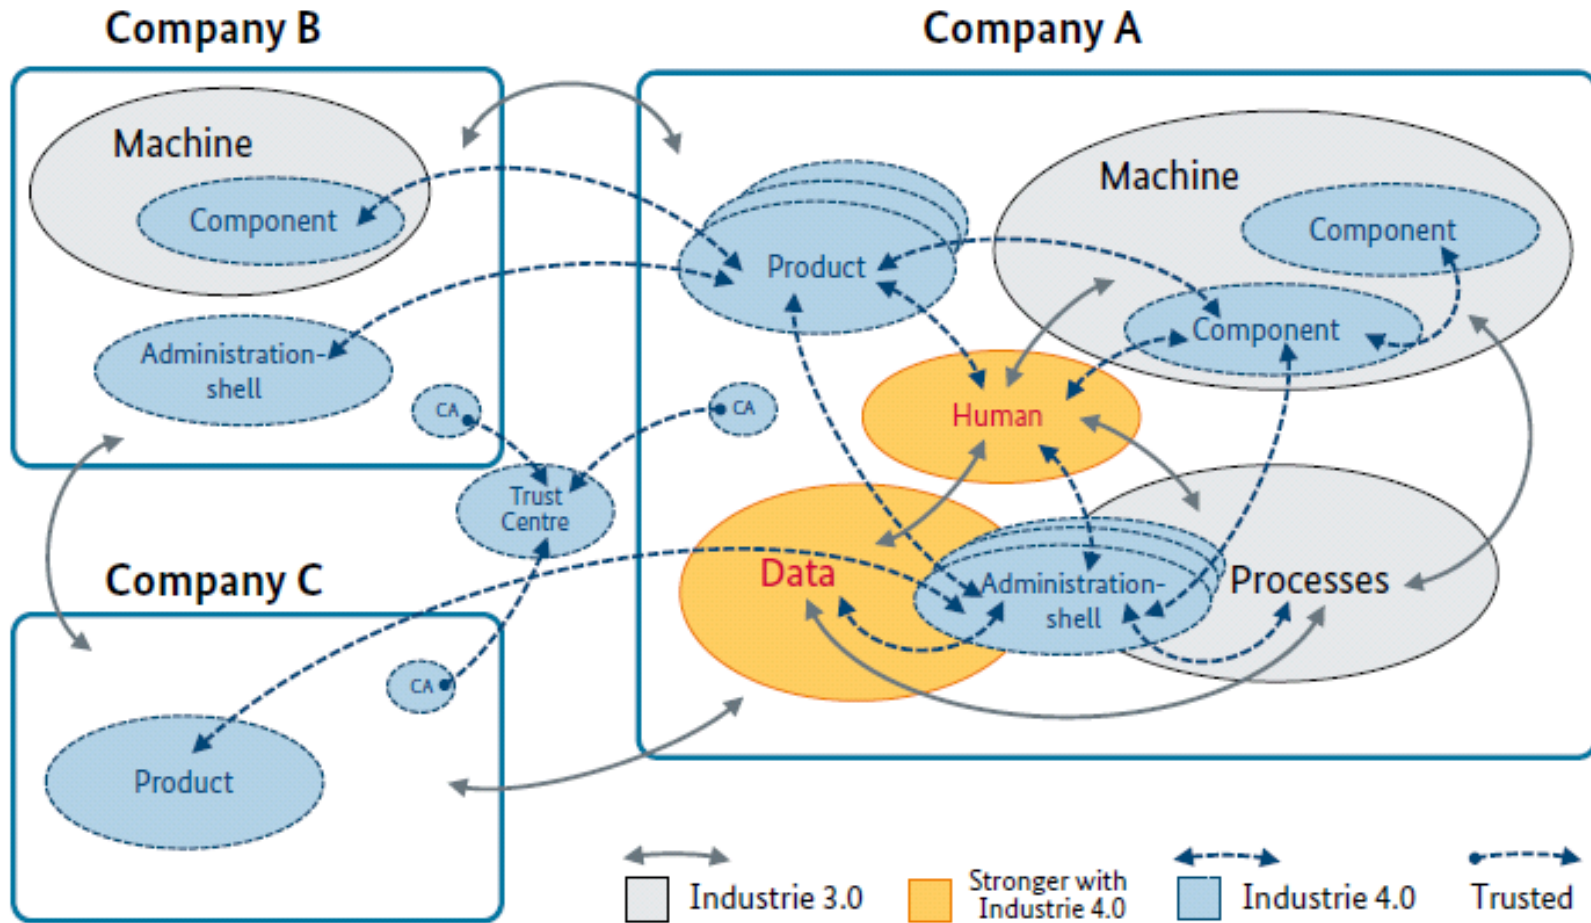 Company B
Company A
Machine
Component
Administration-
shell
CA
Product
Machine
Component
Component
CA
Human
Trust
Centre
Data
Administration-
shell
Processes
Company C
CA
Product
Industrie 3.0
Stronger with
Industrie 4.0
Industrie 4.0
Trusted